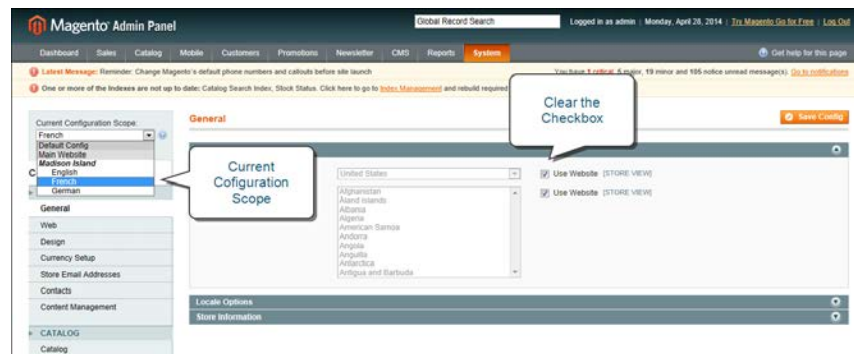 Magento Admin Panel
Global Record Search
Logged in as admin | Monday, April 28, 2014 | Try Magento Go for Free | Log Out
Dashboard Sales Catalog Mobile Customers Promotions Newsletter CMS Reports System
Get help for this page
Latest Message: Reminder: Change Magento's default phone numbers and callouts before site launch
You have 1 critical, 5 major, 19 minor and 105 notice unread message(s). Go to notifications
One or more of the Indexes are not up to date: Catalog Search Index, Stock Status. Click here to go to Index Management and rebuild required
Clear the
Checkbox
Current Configuration Scope:
French
Default Config
Main Website
Madison Island
English
French
German
General
Save Config
Current
Cofiguration
Scope
United States
Use Website [STORE VIEW]
Afghanistan
Åland Islands
Albania
Algeria
American Samoa
Andorra
Angola
Anguilla
Antarctica
Antigua and Barbuda
Use Website [STORE VIEW]
General
Web
Design
Currency Setup
Store Email Addresses
Contacts
Content Management
CATALOG
Catalog
Locale Options
Store Information